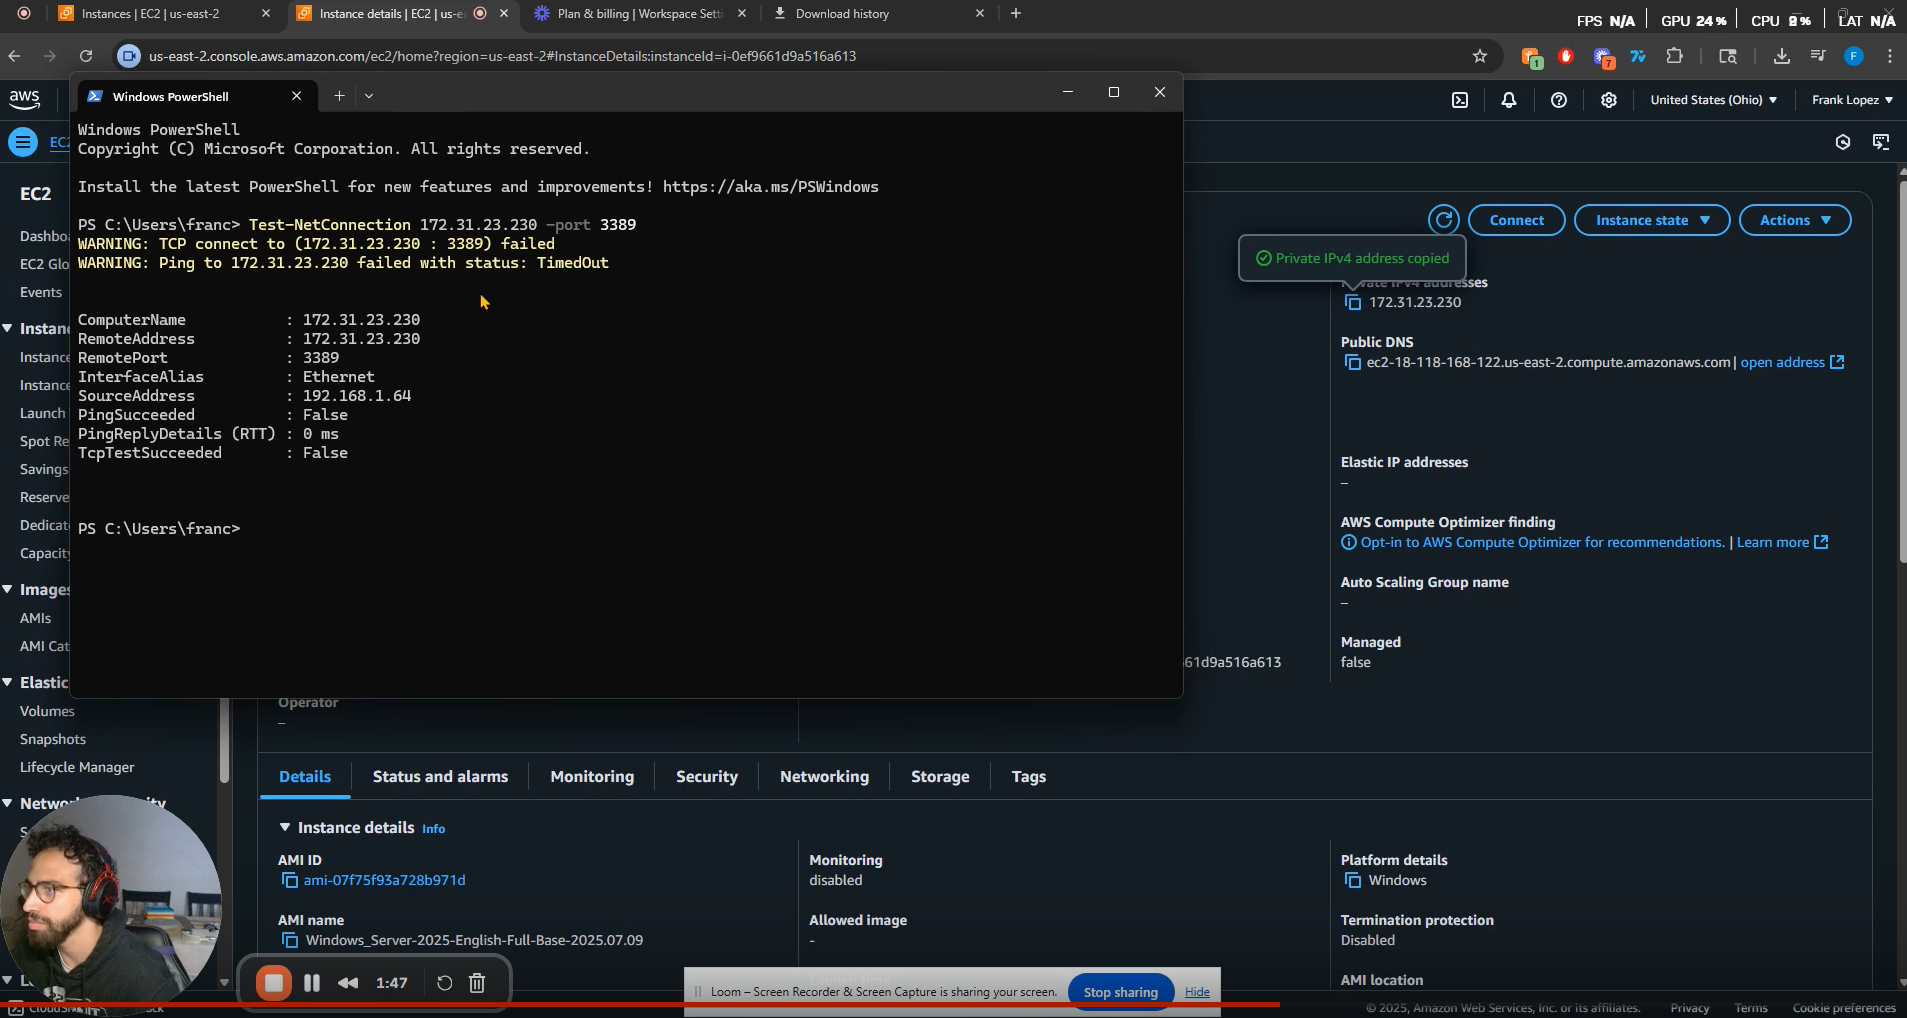 Instances | EC2 | us-east-2
Instance details | EC2 | us-e
Plan & billing | Workspace Setti
Download history
FPS N/A
GPU 24%
CPU 9%
LAT N/A
us-east-2.console.aws.amazon.com/ec2/home?region=us-east-2#InstanceDetails:instanceId=i-0ef9661d9a516a613
1
7
F
aws
Windows PowerShell
United States (Ohio)
Frank Lopez
EC2
Windows PowerShell
Copyright (C) Microsoft Corporation. All rights reserved.
Install the latest PowerShell for new features and improvements! https://aka.ms/PSWindows
PS C:\Users\franc> Test-NetConnection 172.31.23.230 -port 3389
WARNING: TCP connect to (172.31.23.230 : 3389) failed
WARNING: Ping to 172.31.23.230 failed with status: TimedOut
ComputerName : 172.31.23.230
RemoteAddress : 172.31.23.230
RemotePort : 3389
InterfaceAlias : Ethernet
SourceAddress : 192.168.1.64
PingSucceeded : False
PingReplyDetails (RTT) : 0 ms
TcpTestSucceeded : False
PS C:\Users\franc>
EC2
Dashbo
EC2 Glo
Events
Instan
Instanc
Instanc
Launch
Spot Re
Savings
Reserve
Dedicat
Capacity
Images
AMIs
AMI Cat
Elastic
Volumes
Snapshots
Lifecycle Manager
Connect
Instance state
Actions
Private IPv4 address copied
Private IPv4 addresses
172.31.23.230
Public DNS
ec2-18-118-168-122.us-east-2.compute.amazonaws.com | open address
Elastic IP addresses
–
AWS Compute Optimizer finding
Opt-in to AWS Compute Optimizer for recommendations. | Learn more
Auto Scaling Group name
–
Managed
false
61d9a516a613
Operator
–
Details
Status and alarms
Monitoring
Security
Networking
Storage
Tags
Instance details Info
AMI ID
ami-07f75f93a728b971d
Monitoring
disabled
Platform details
Windows
AMI name
Windows_Server-2025-English-Full-Base-2025.07.09
Allowed image
-
Termination protection
Disabled
AMI location
1:47
Loom – Screen Recorder & Screen Capture is sharing your screen.
Stop sharing
Hide
© 2025, Amazon Web Services, Inc. or its affiliates.
Privacy
Terms
Cookie preferences